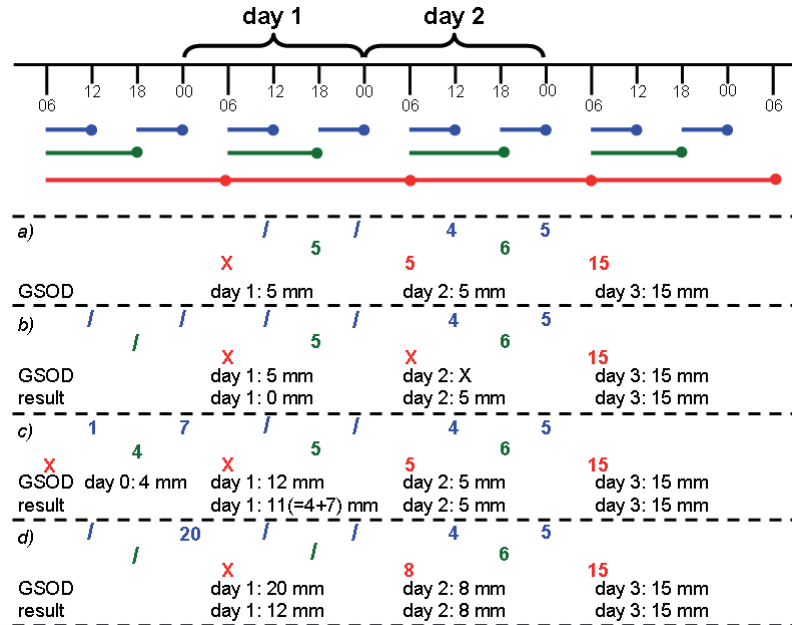 day 1 day 2
06 12 18 00 06 12 18 00 06 12 18 00 06 12 18 00 06
a) / / 4 5
5 6
X 5 15
GSOD day 1: 5 mm day 2: 5 mm day 3: 15 mm
b) / / / / 4 5
/ 5 6
X X 15
GSOD day 1: 5 mm day 2: X day 3: 15 mm
result day 1: 0 mm day 2: 5 mm day 3: 15 mm
c) 1 7 / / 4 5
4 5 6
X X 5 15
GSOD day 0: 4 mm day 1: 12 mm day 2: 5 mm day 3: 15 mm
result day 1: 11(=4+7) mm day 2: 5 mm day 3: 15 mm
d) / 20 / / 4 5
/ / 6
X 8 15
GSOD day 1: 20 mm day 2: 8 mm day 3: 15 mm
result day 1: 12 mm day 2: 8 mm day 3: 15 mm